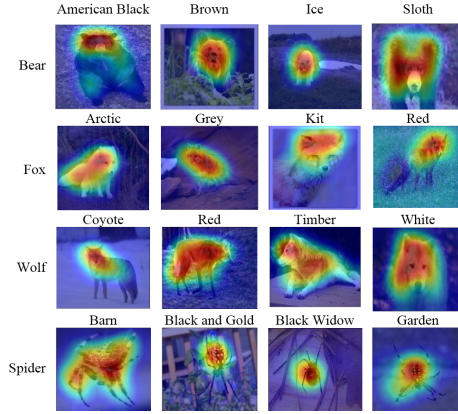 American Black Brown Ice Sloth
Bear
Arctic Grey Kit Red
Fox
Coyote Red Timber White
Wolf
Barn Black and Gold Black Widow Garden
Spider